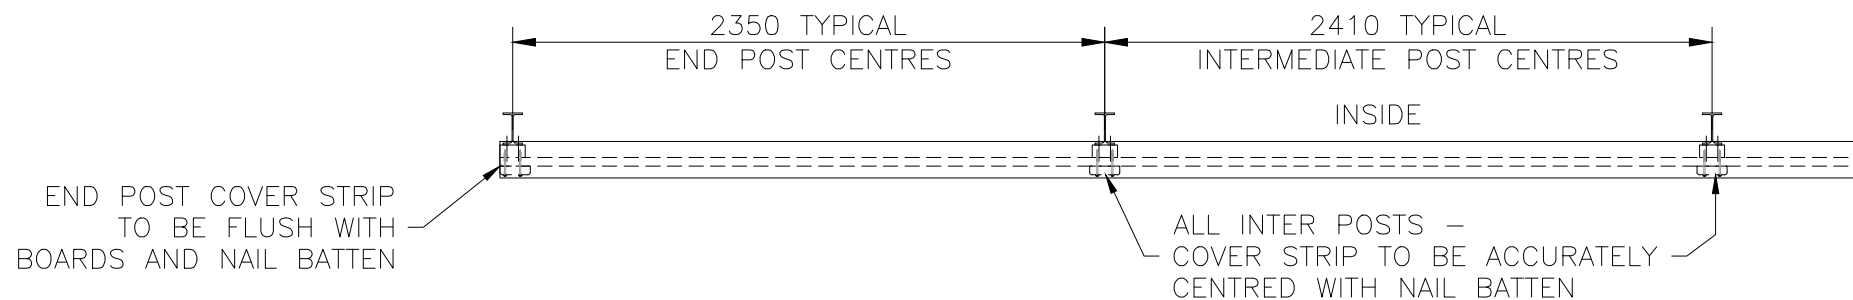 2350 TYPICAL
END POST CENTRES
2410 TYPICAL
INTERMEDIATE POST CENTRES
INSIDE
END POST COVER STRIP
TO BE FLUSH WITH
BOARDS AND NAIL BATTEN
ALL INTER POSTS –
COVER STRIP TO BE ACCURATELY
CENTRED WITH NAIL BATTEN